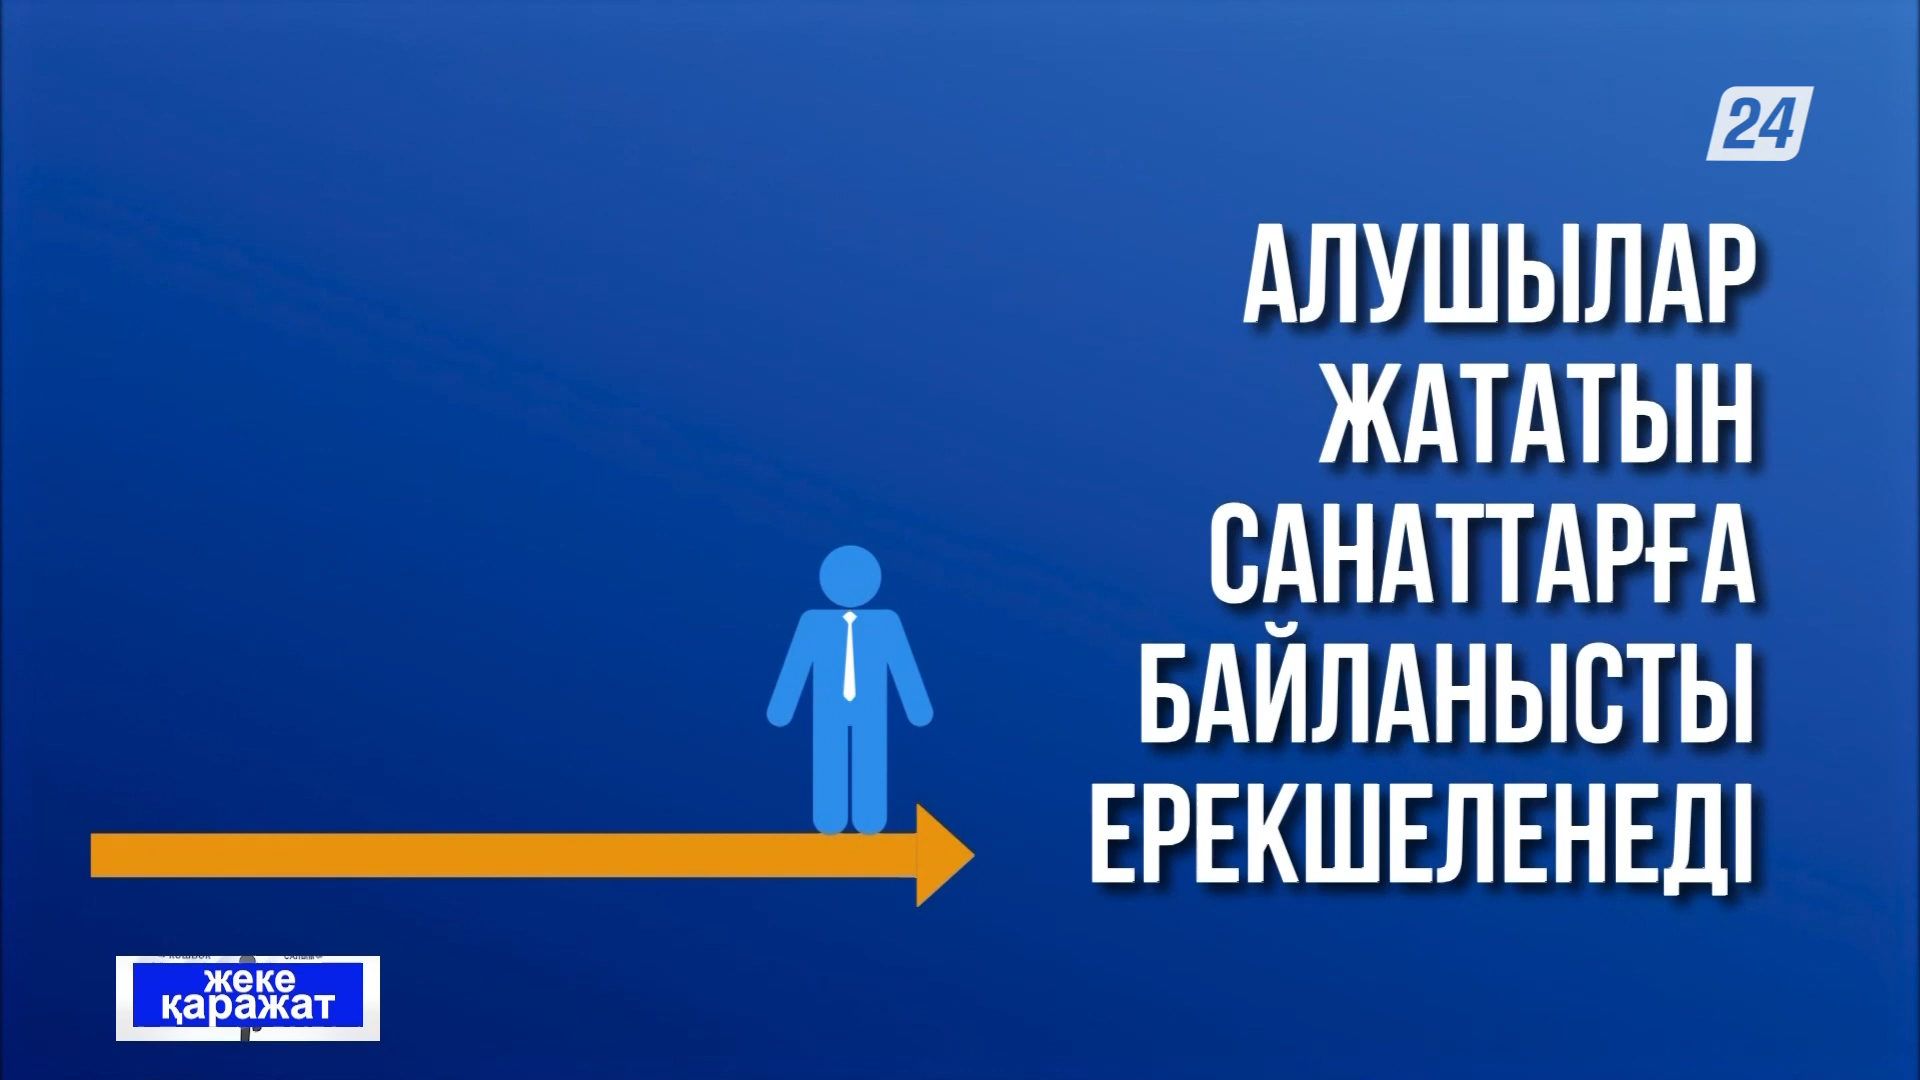 24
АЛУШЫЛАР
ЖАТАТЫН
САНАТТАРҒА
БАЙЛАНЫСТЫ
ЕРЕКШЕЛЕНЕДІ
жеке
қаражат